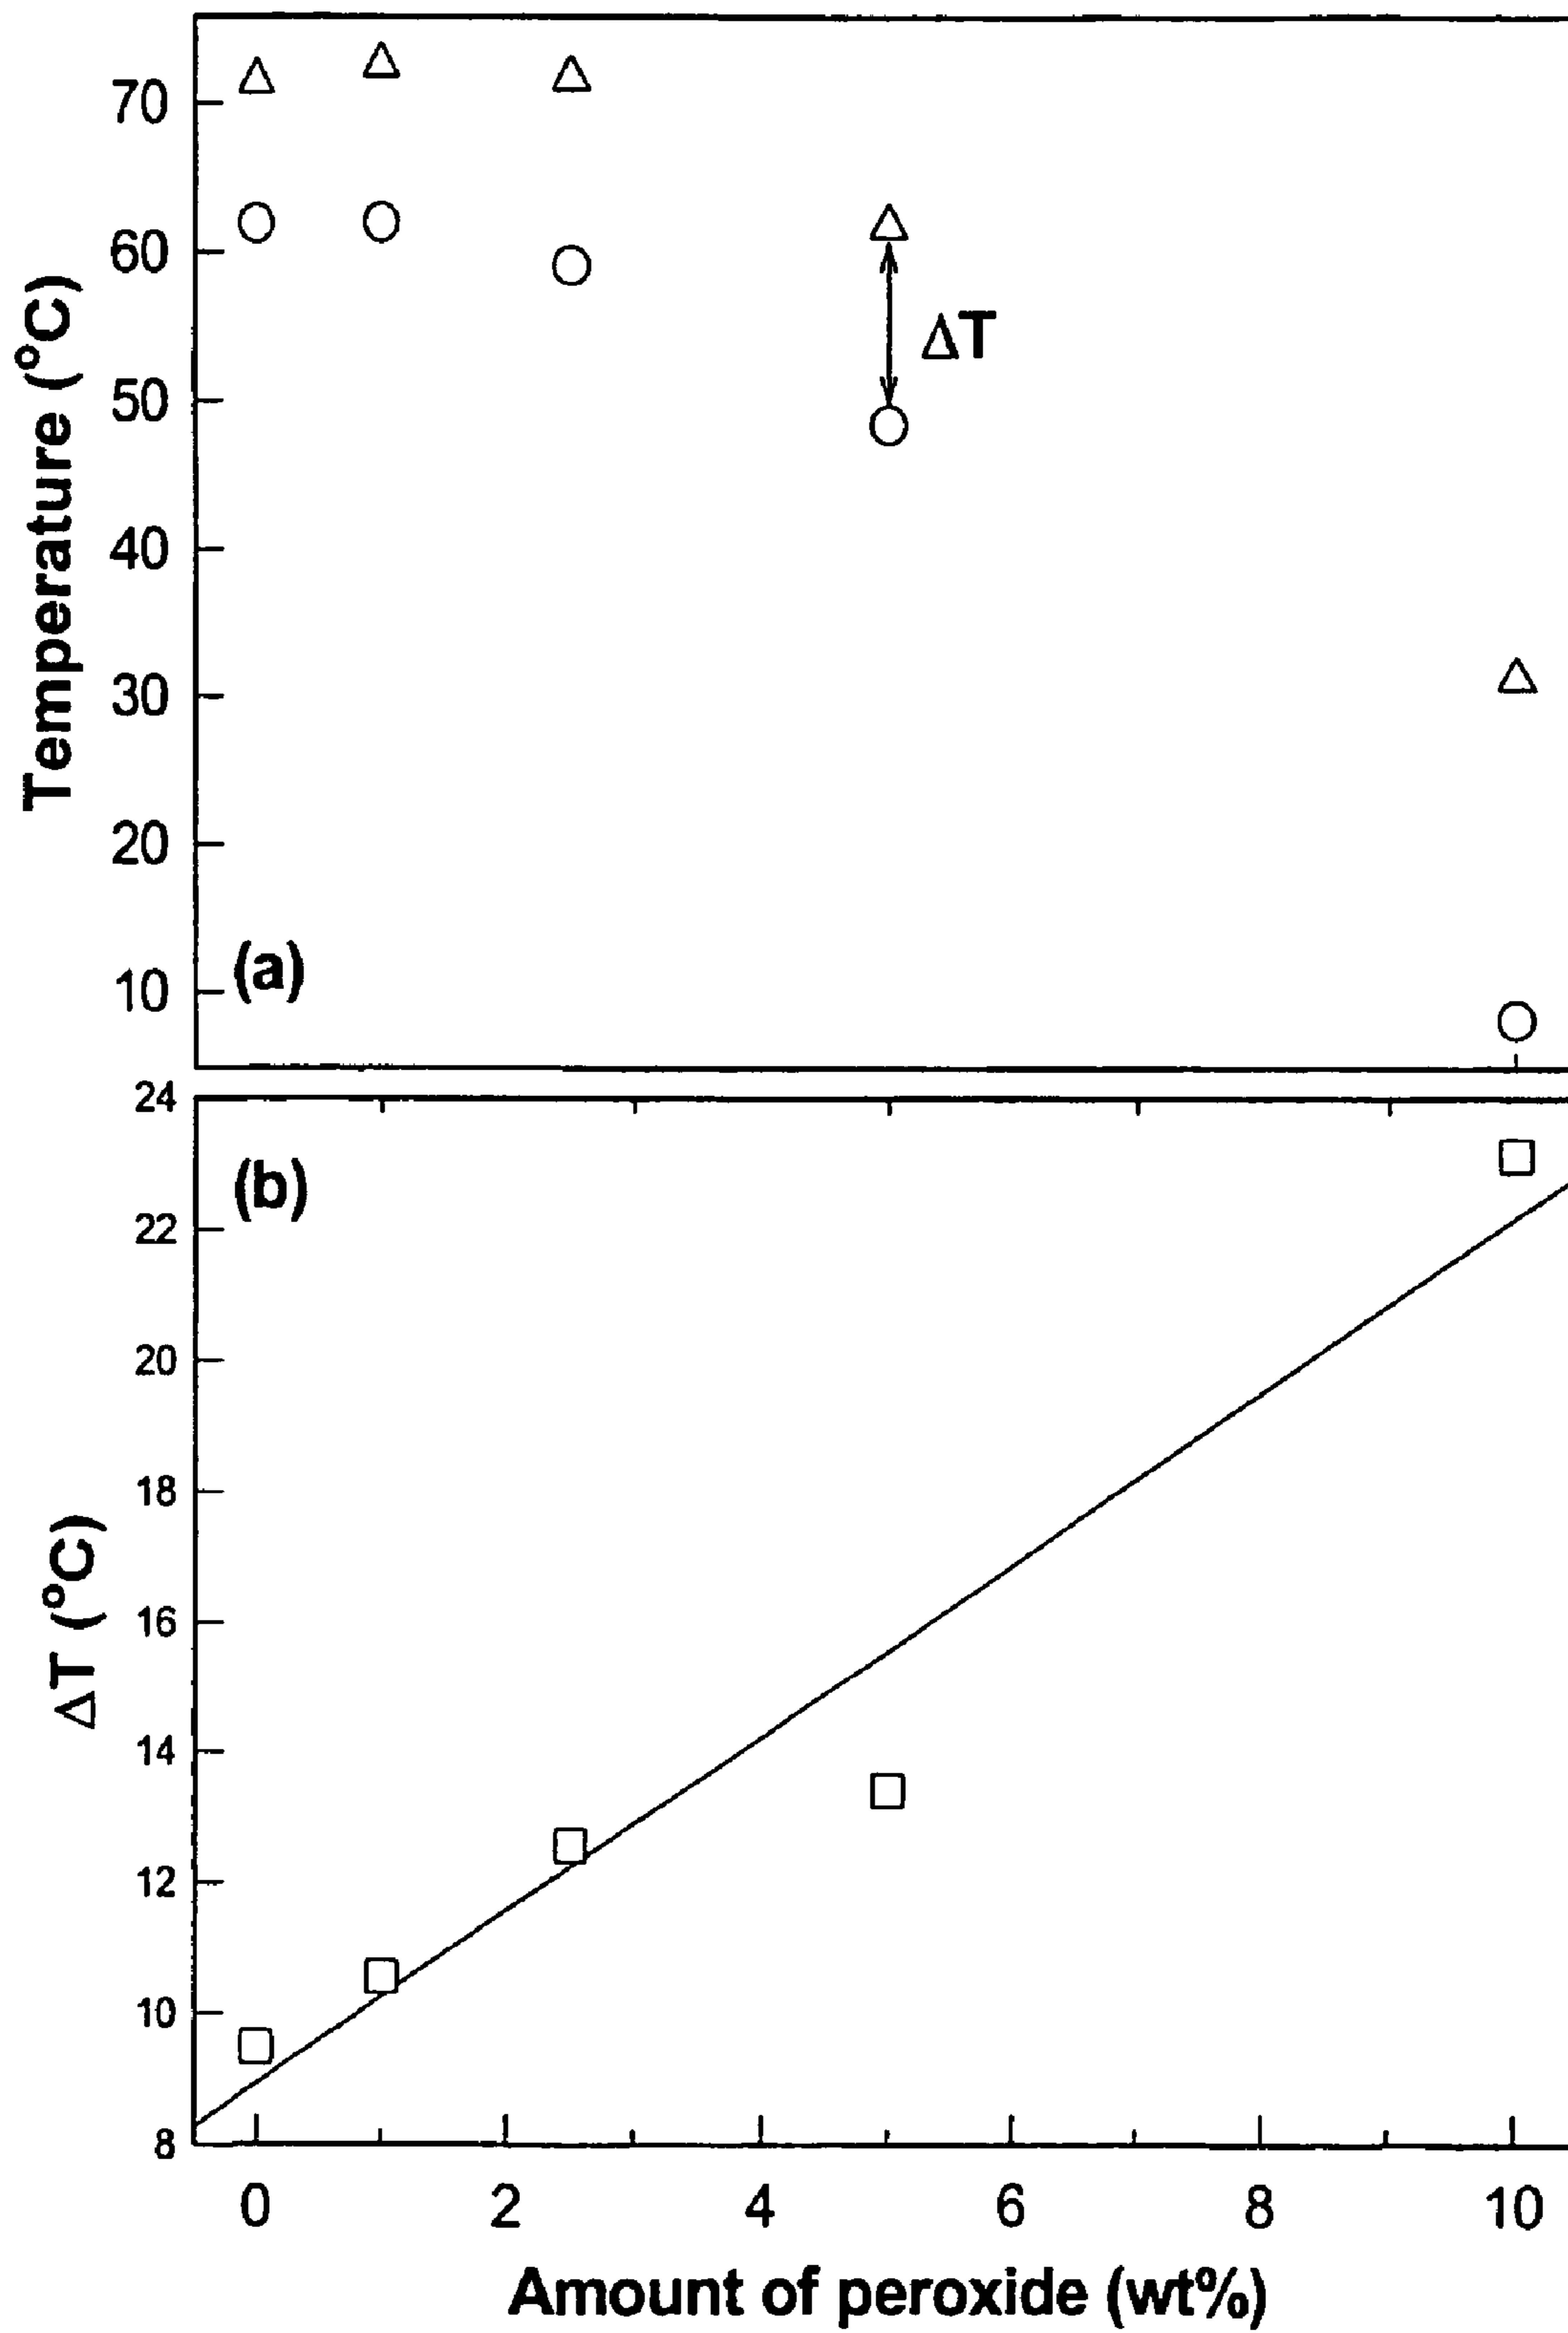 Temperature (°C)
70
60
50
40
30
20
10
ΔT
(a)
ΔT (°C)
24
22
20
18
16
14
12
10
8
(b)
0 2 4 6 8 10
Amount of peroxide (wt%)